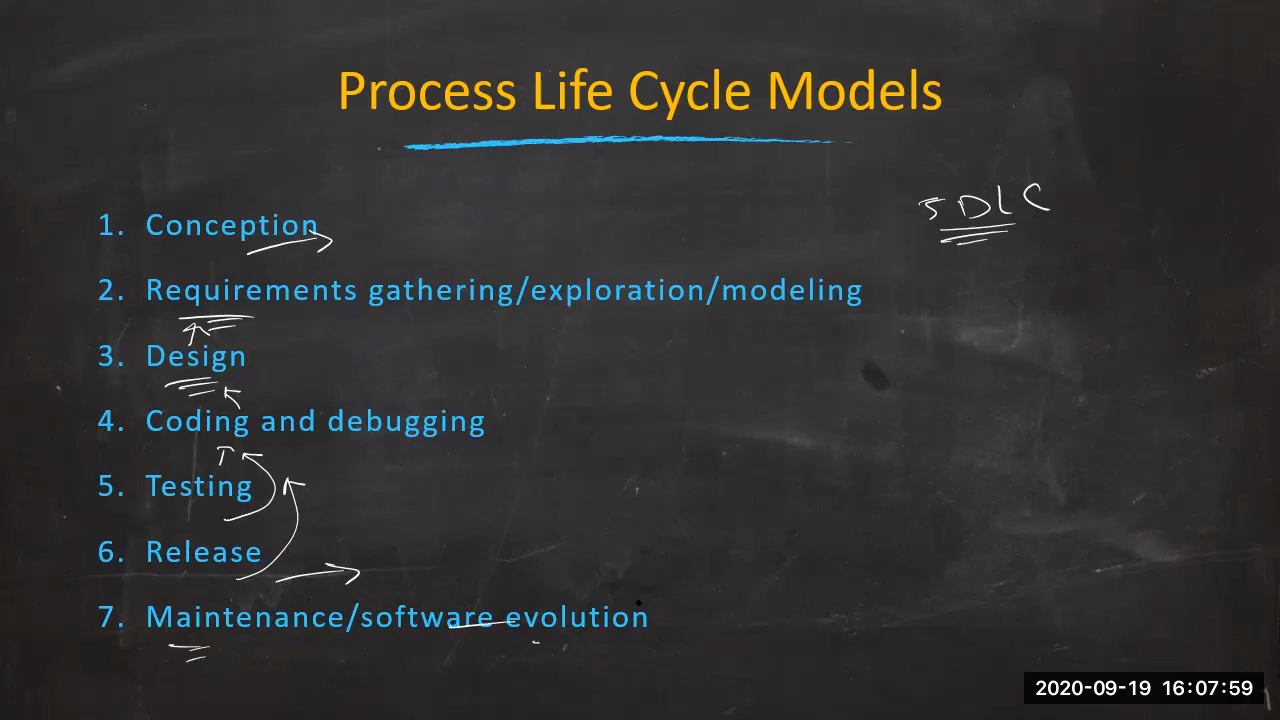 Process Life Cycle Models
SDLC
1. Conception
2. Requirements gathering/exploration/modeling
3. Design
4. Coding and debugging
5. Testing
6. Release
7. Maintenance/software evolution
2020-09-19 16:07:59